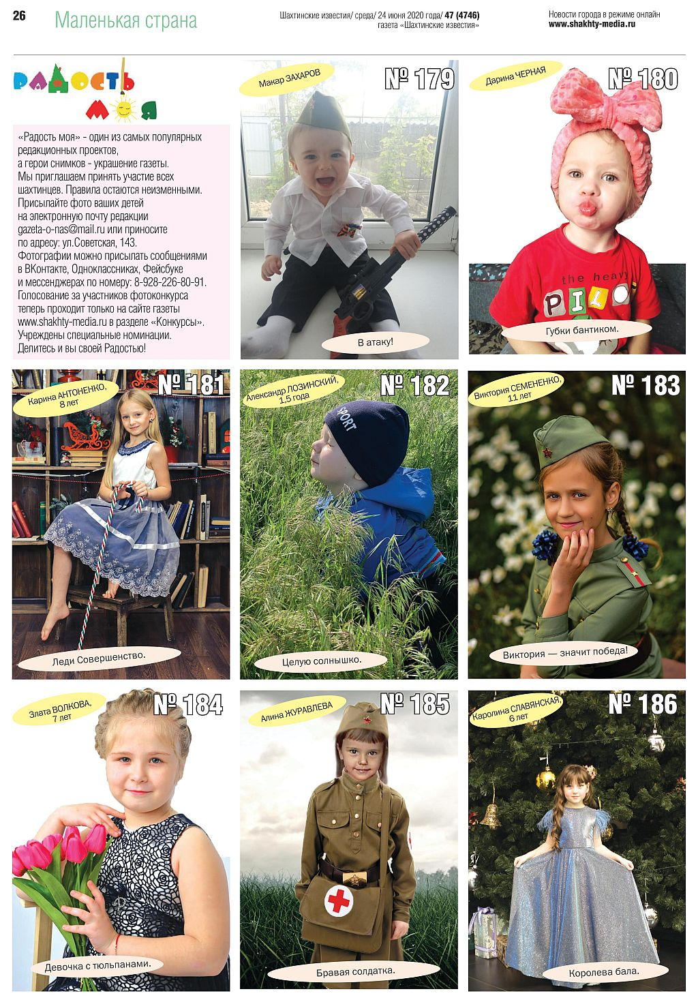 26
Маленькая страна
Шахтинские известия/ среда/ 24 июня 2020 года/ 47 (4746)
газета «Шахтинские известия»
Новости города в режиме онлайн
www.shakhty-media.ru
РАДОСТЬ
МОЯ
«Радость моя» - один из самых популярных
редакционных проектов,
а герои снимков - украшение газеты.
Мы приглашаем принять участие всех
шахтинцев. Правила остаются неизменными.
Присылайте фото ваших детей
на электронную почту редакции
gazeta-o-nas@mail.ru или приносите
по адресу: ул.Советская, 143.
Фотографии можно присылать сообщениями
в ВКонтакте, Одноклассниках, Фейсбуке
и мессенджерах по номеру: 8-928-226-80-91.
Голосование за участников фотоконкурса
теперь проходит только на сайте газеты
www.shakhty-media.ru в разделе «Конкурсы».
Учреждены специальные номинации.
Делитесь и вы своей Радостью!
Макар ЗАХАРОВ
№ 179
В атаку!
Дарина ЧЕРНАЯ
№ 180
the heavy
PILO
Губки бантиком.
Карина АНТОНЕНКО,
8 лет
№ 181
Леди Совершенство.
Александр ЛОЗИНСКИЙ,
1,5 года
№ 182
SPORT
Целую солнышко.
Виктория СЕМЕНЕНКО,
11 лет
№ 183
Виктория — значит победа!
Злата ВОЛКОВА,
7 лет
№ 184
Девочка с тюльпанами.
Алина ЖУРАВЛЕВА
№ 185
Бравая солдатка.
Каролина СЛАВЯНСКАЯ,
6 лет
№ 186
Королева бала.